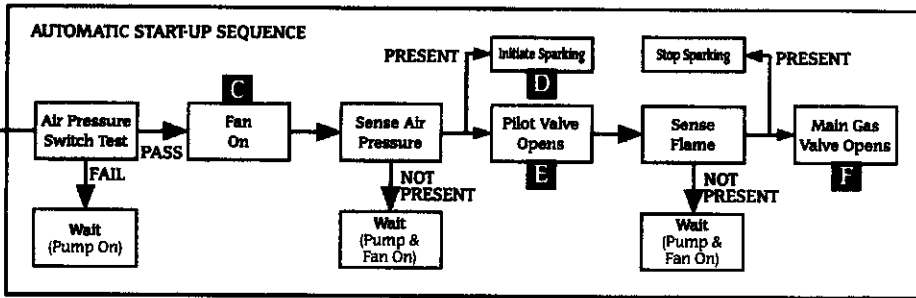 AUTOMATIC START-UP SEQUENCE
PRESENT
Initiate Sparking
Stop Sparking
PRESENT
C
D
Air Pressure
Switch Test
PASS
Fan
On
Sense Air
Pressure
Pilot Valve
Opens
E
Sense
Flame
Main Gas
Valve Opens
F
FAIL
NOT
PRESENT
NOT
PRESENT
Wait
(Pump On)
Wait
(Pump &
Fan On)
Wait
(Pump &
Fan On)